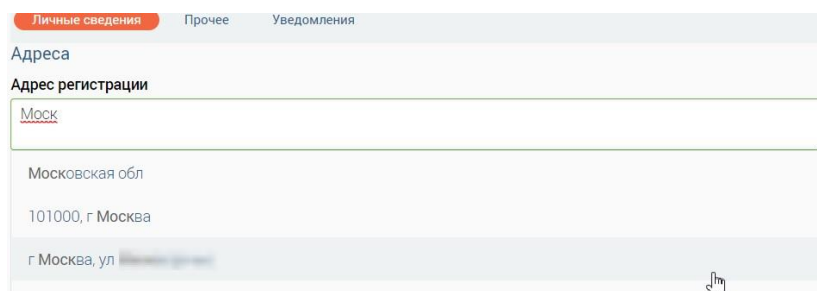 Личные сведения Прочее Уведомления
Адреса
Адрес регистрации
Моск
Московская обл
101000, г Москва
г Москва, ул